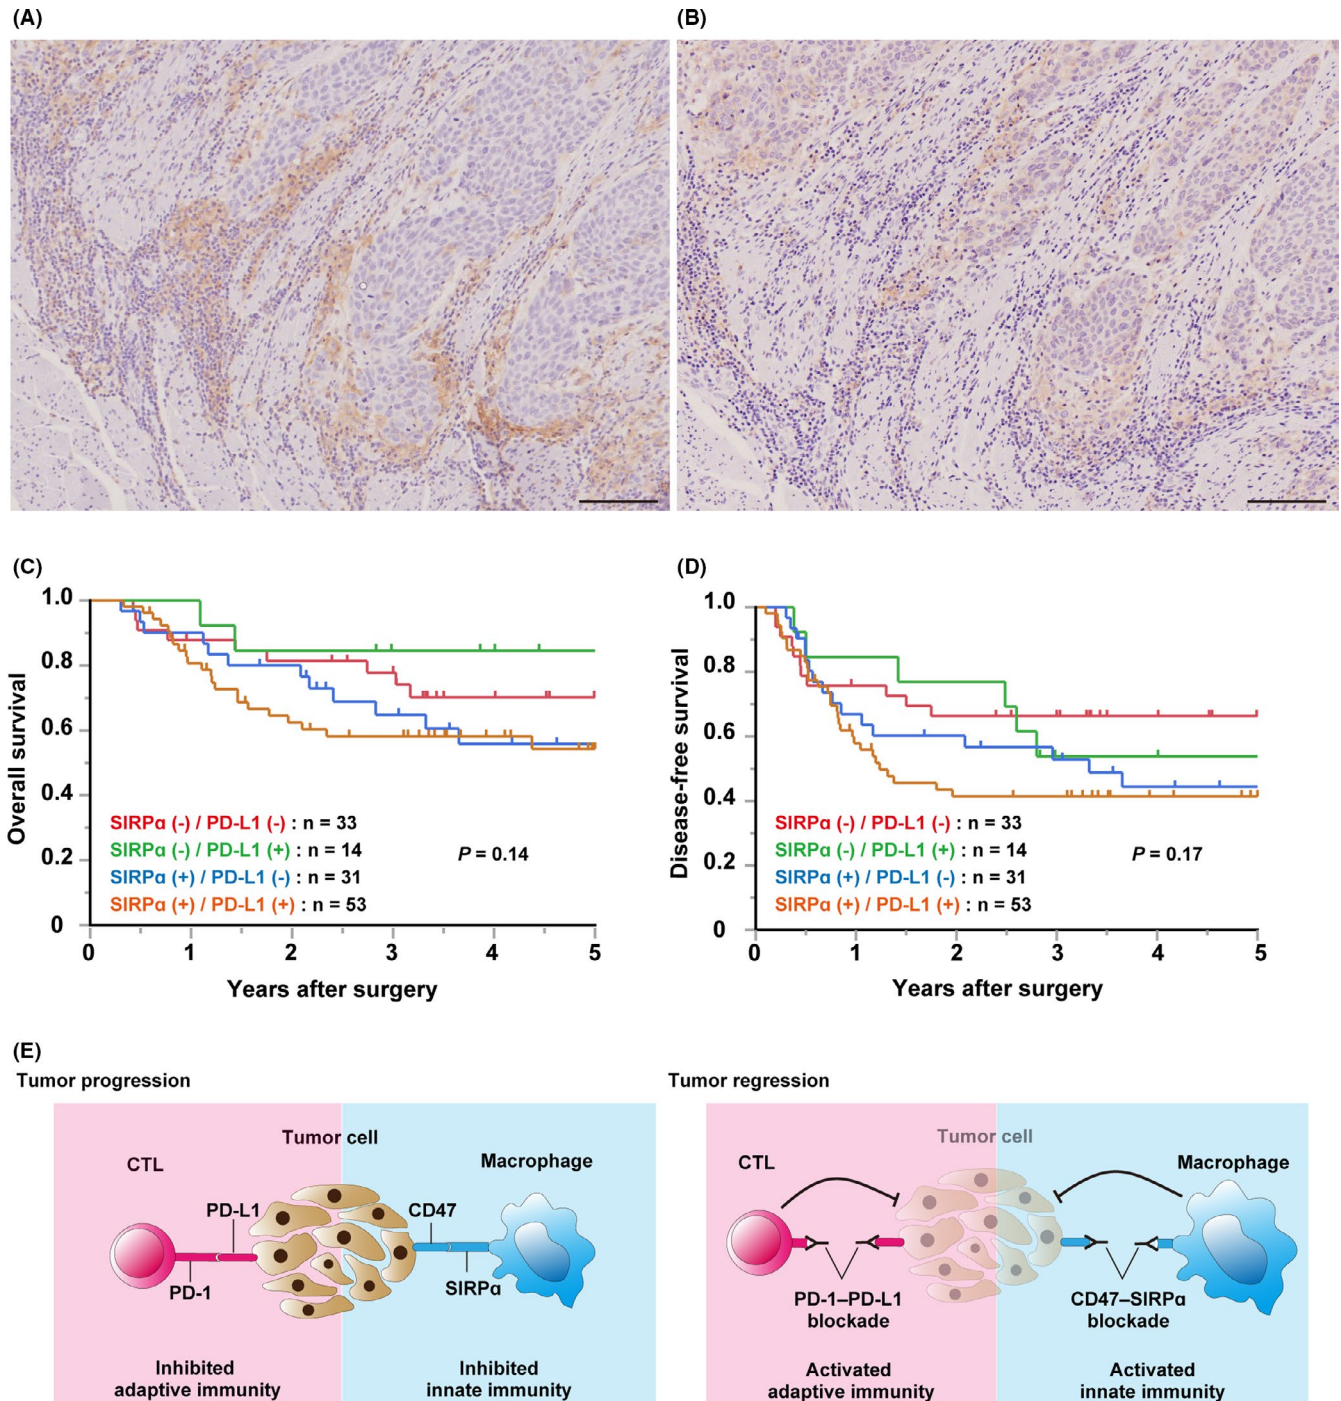 (A)
(B)
(C)
1.0
0.8
0.6
0.4
0.2
0
Overall survival
SIRPα (-) / PD-L1 (-) : n = 33
SIRPα (-) / PD-L1 (+) : n = 14
SIRPα (+) / PD-L1 (-) : n = 31
SIRPα (+) / PD-L1 (+) : n = 53
P = 0.14
0 1 2 3 4 5
Years after surgery
(D)
1.0
0.8
0.6
0.4
0.2
0
Disease-free survival
SIRPα (-) / PD-L1 (-) : n = 33
SIRPα (-) / PD-L1 (+) : n = 14
SIRPα (+) / PD-L1 (-) : n = 31
SIRPα (+) / PD-L1 (+) : n = 53
P = 0.17
0 1 2 3 4 5
Years after surgery
(E)
Tumor progression
Tumor cell
CTL
Macrophage
PD-L1
CD47
PD-1
SIRPα
Inhibited
adaptive immunity
Inhibited
innate immunity
Tumor regression
Tumor cell
CTL
Macrophage
PD-1–PD-L1
blockade
CD47–SIRPα
blockade
Activated
adaptive immunity
Activated
innate immunity